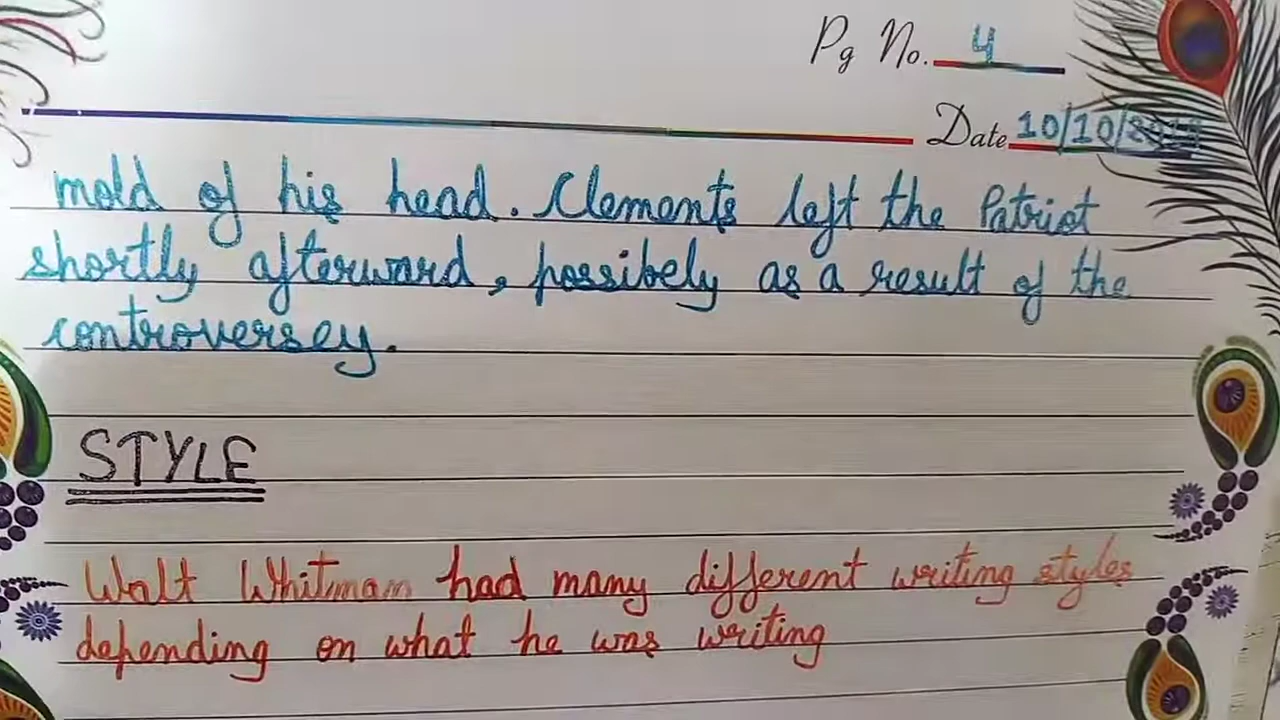 Pg No. 4
Date 10/10/
mold of his head. Clements left the Patriot
shortly afterward, possibely as a result of the
controversey.
STYLE
Walt Whitman had many different writing styles
depending on what he was writing